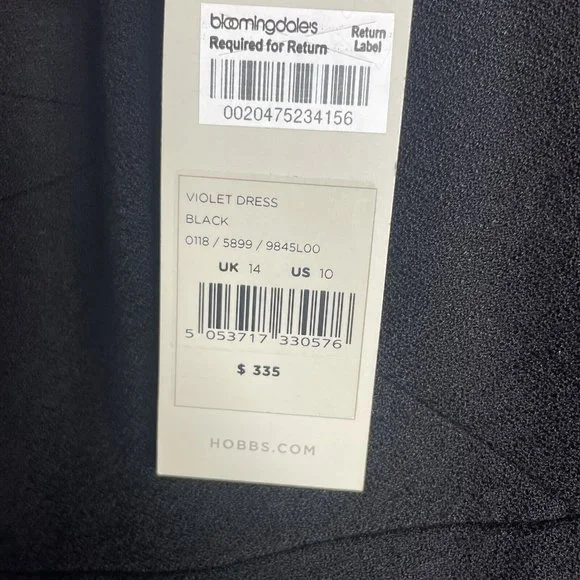 bloomingdale's Return
Required for Return Label
0020475234156
VIOLET DRESS
BLACK
0118 / 5899 / 9845L00
UK 14 US 10
5 053717 330576
$ 335
HOBBS.COM